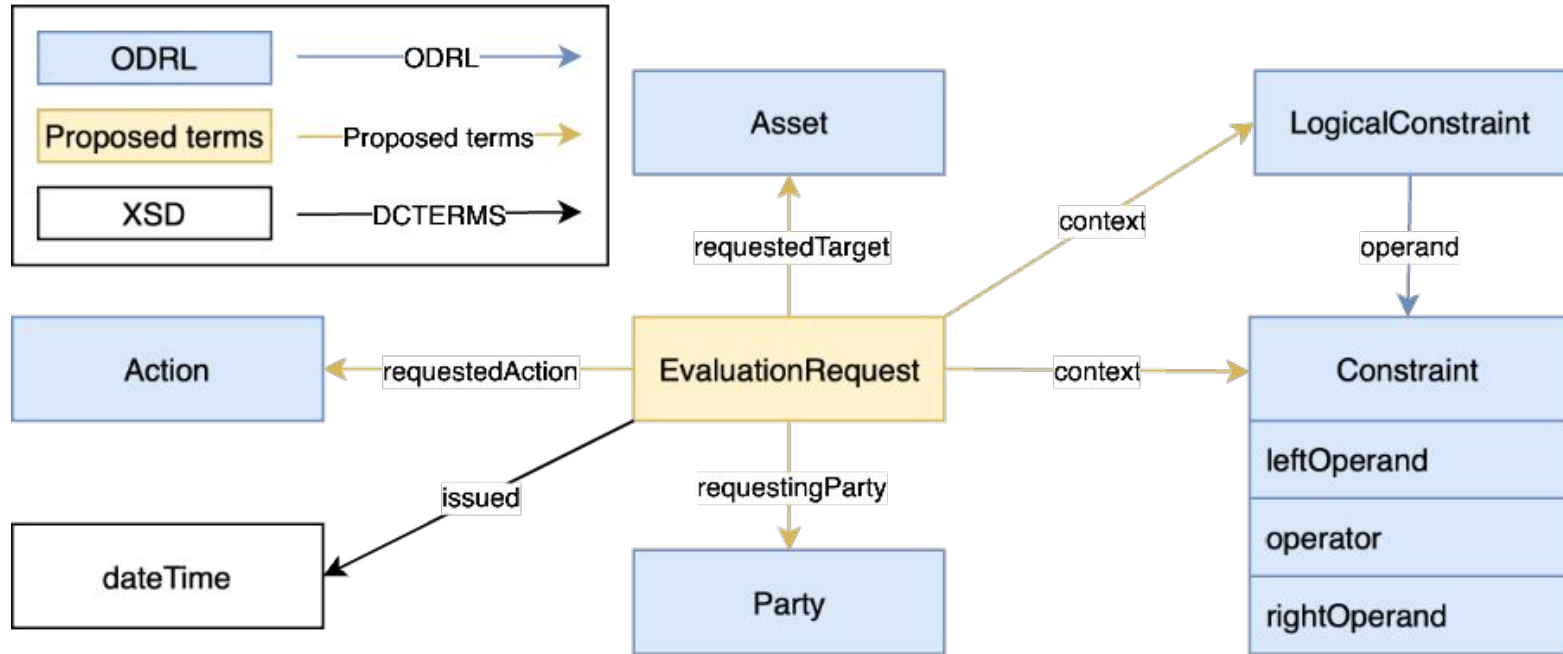 ODRL
ODRL
Proposed terms
Proposed terms
XSD
DCTERMS
Asset
LogicalConstraint
requestedTarget
context
operand
Action
requestedAction
EvaluationRequest
context
Constraint
issued
requestingParty
leftOperand
operator
dateTime
Party
rightOperand